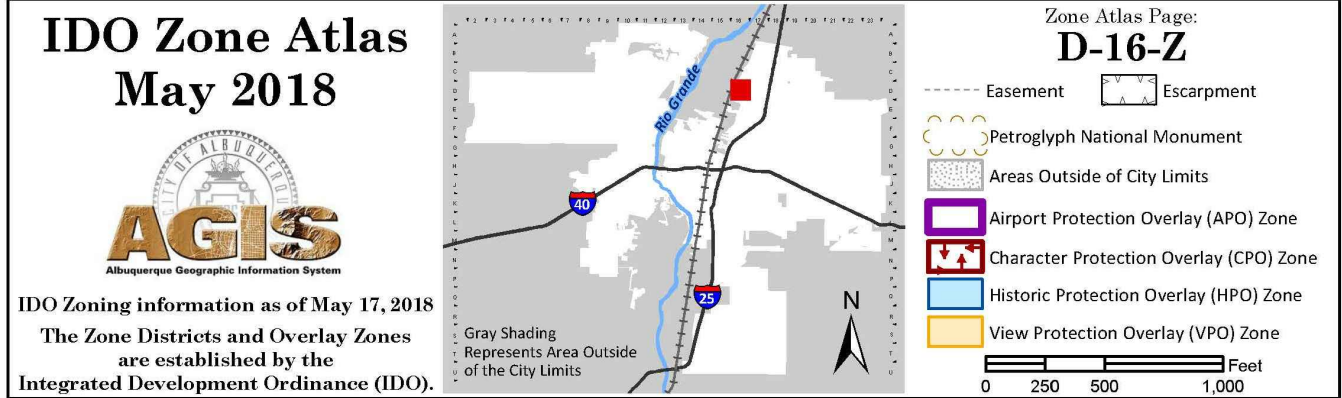 IDO Zone Atlas
May 2018
CITY OF ALBUQUERQUE
AGIS
Albuquerque Geographic Information System
IDO Zoning information as of May 17, 2018
The Zone Districts and Overlay Zones
are established by the
Integrated Development Ordinance (IDO).
Rio Grande
40
25
Gray Shading
Represents Area Outside
of the City Limits
N
Zone Atlas Page:
D-16-Z
Easement
Escarpment
Petroglyph National Monument
Areas Outside of City Limits
Airport Protection Overlay (APO) Zone
Character Protection Overlay (CPO) Zone
Historic Protection Overlay (HPO) Zone
View Protection Overlay (VPO) Zone
Feet
0 250 500 1,000